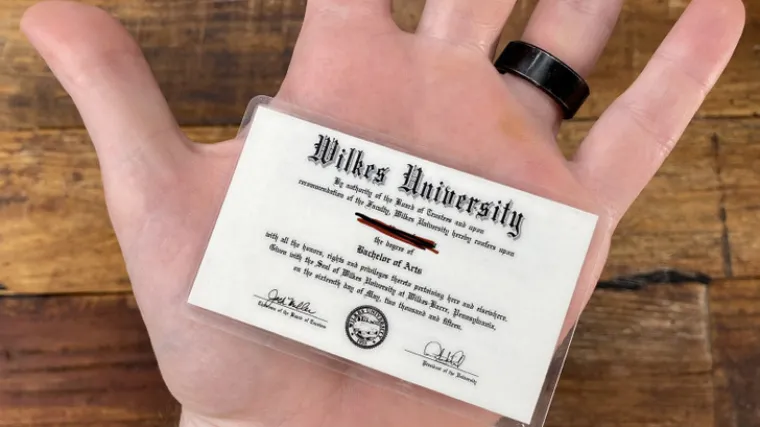 Wilkes University
By authority of the Board of Trustees and upon
recommendation of the Faculty, Wilkes University hereby confers upon
the degree of
Bachelor of Arts
with all the honors, rights and privileges thereto pertaining here and elsewhere.
Given with the Seal of Wilkes University at Wilkes-Barre, Pennsylvania,
on the sixteenth day of May, two thousand and fifteen.
Chairman of the Board of Trustees
President of the University